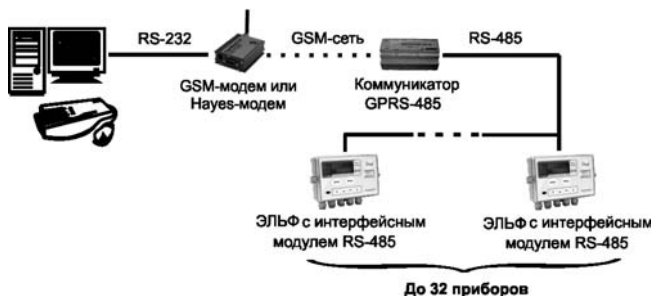 RS-232
GSM-сеть
RS-485
GSM-модем или
Hayes-модем
Коммуникатор
GPRS-485
ЭЛЬФ с интерфейсным
модулем RS-485
ЭЛЬФ с интерфейсным
модулем RS-485
До 32 приборов